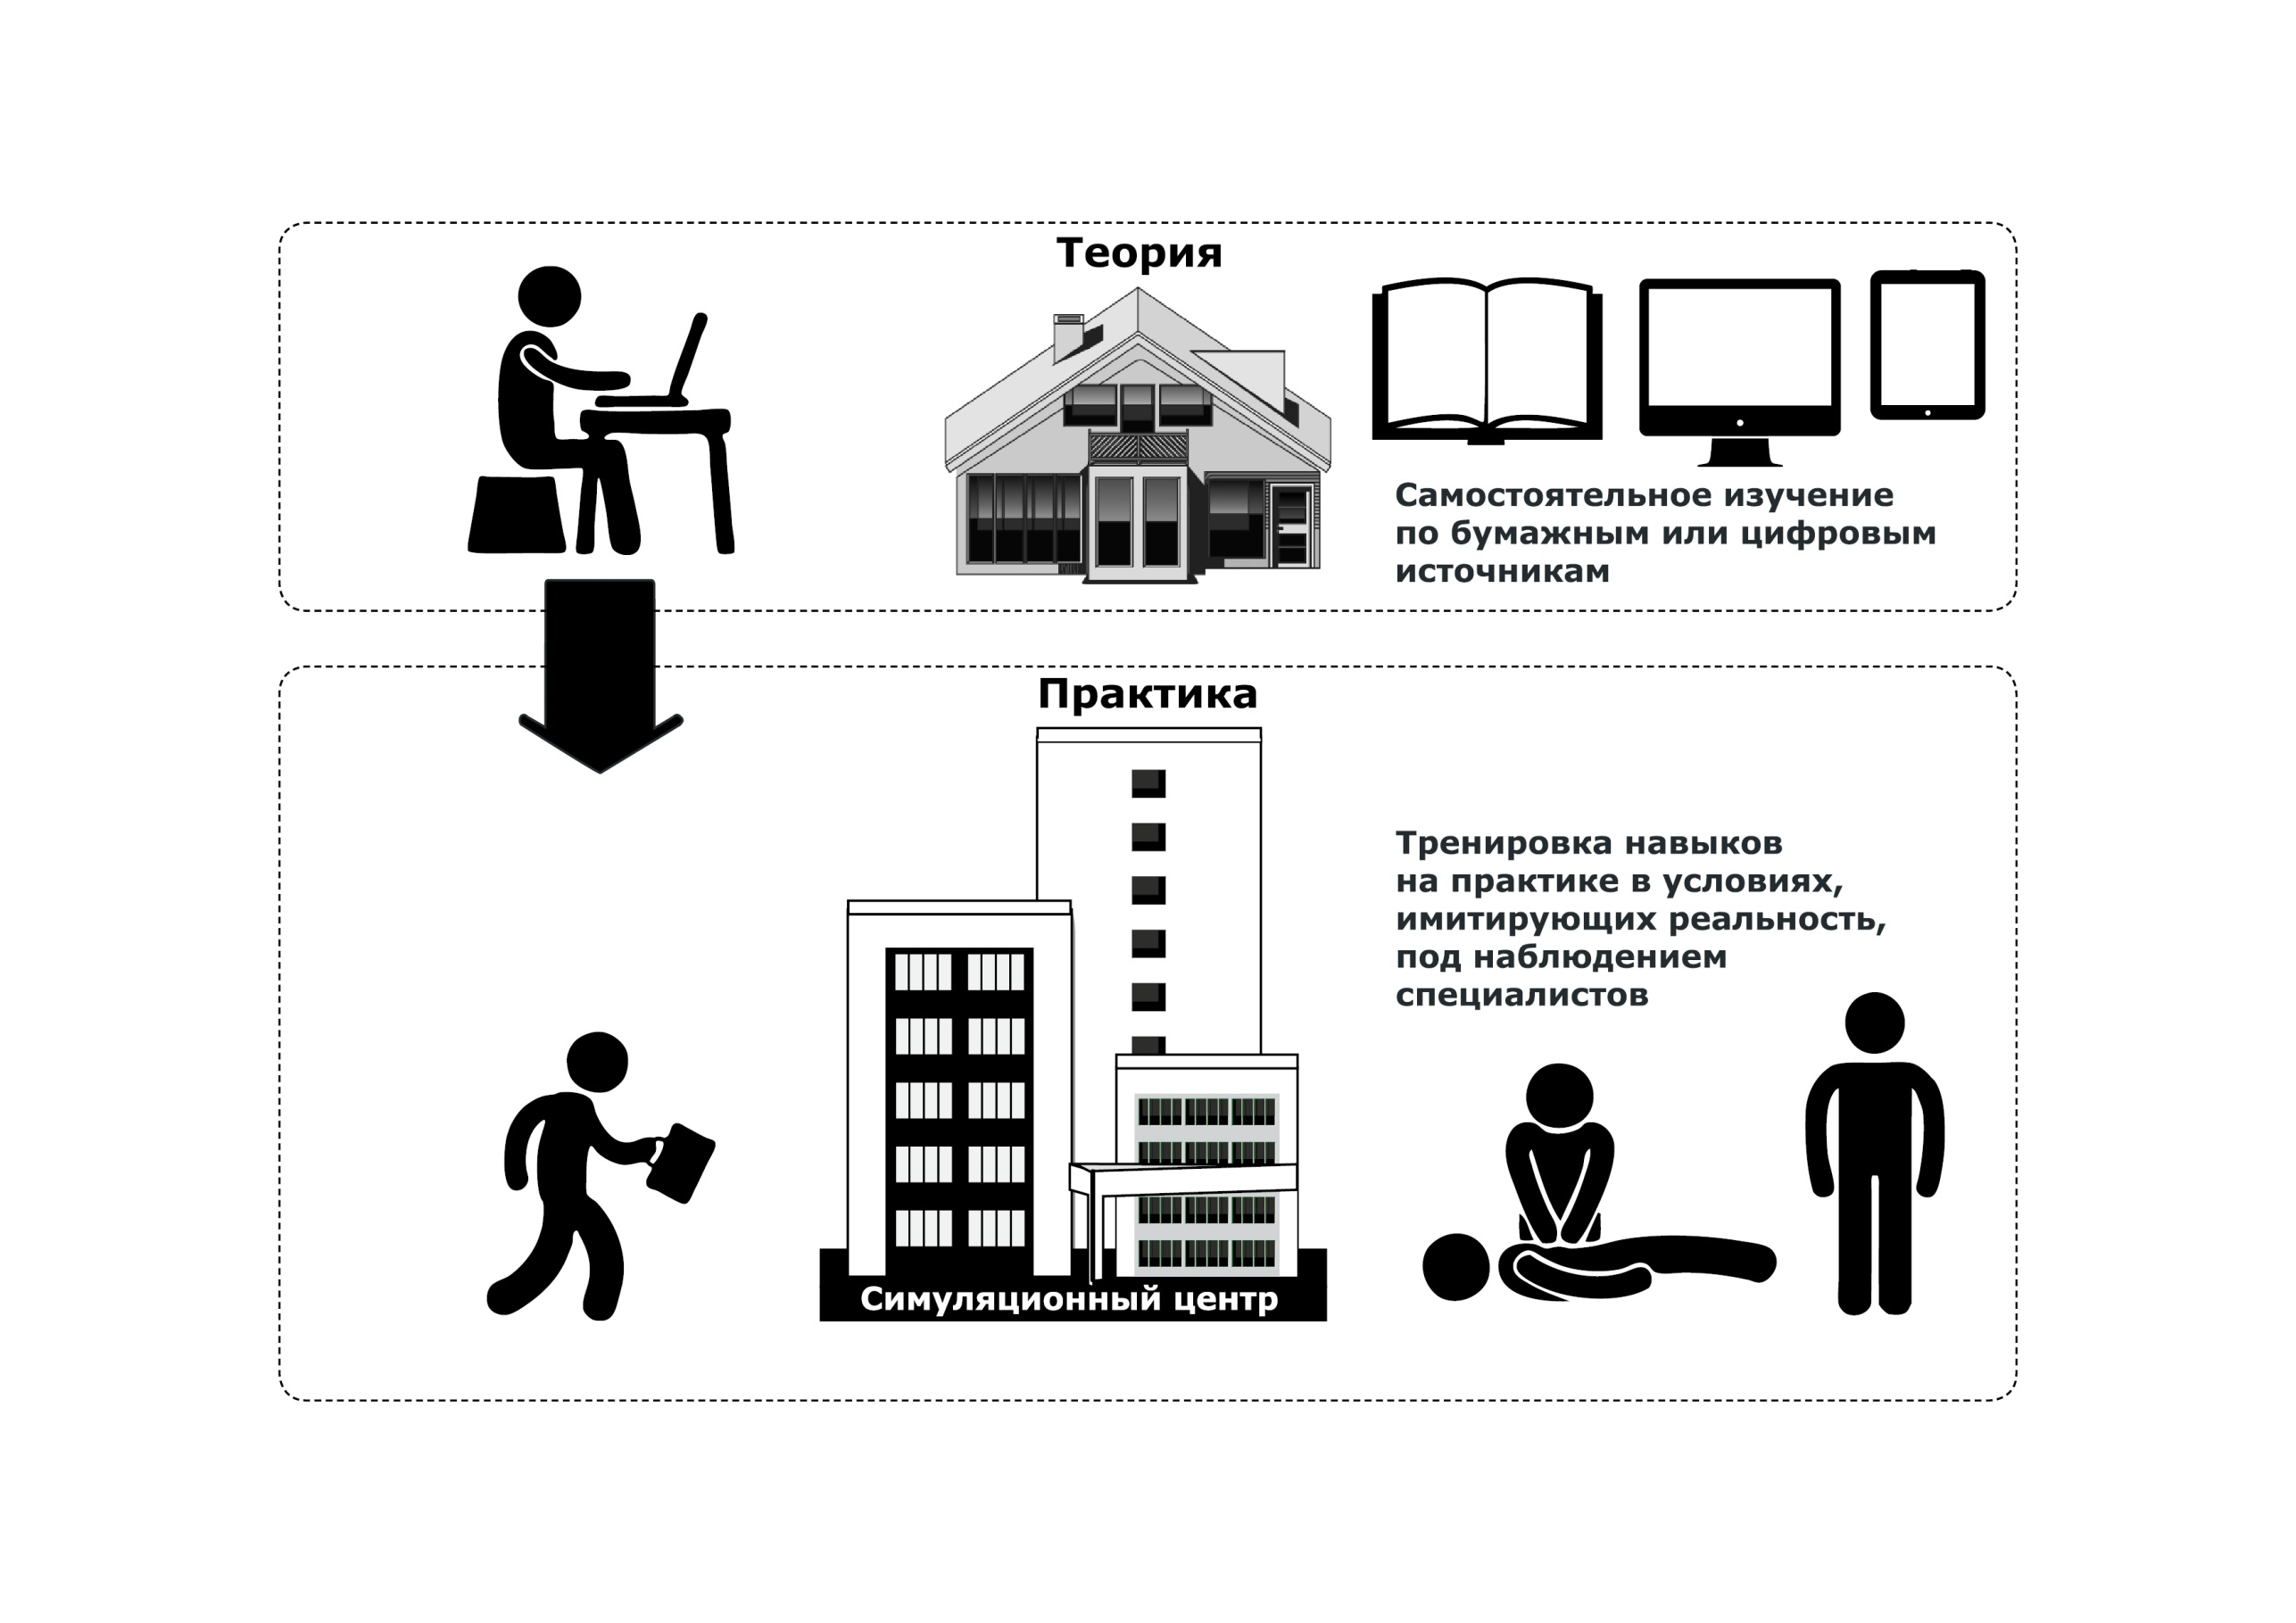 Теория
Самостоятельное изучение
по бумажным или цифровым
источникам
Практика
Тренировка навыков
на практике в условиях,
имитирующих реальность,
под наблюдением
специалистов
Симуляционный центр